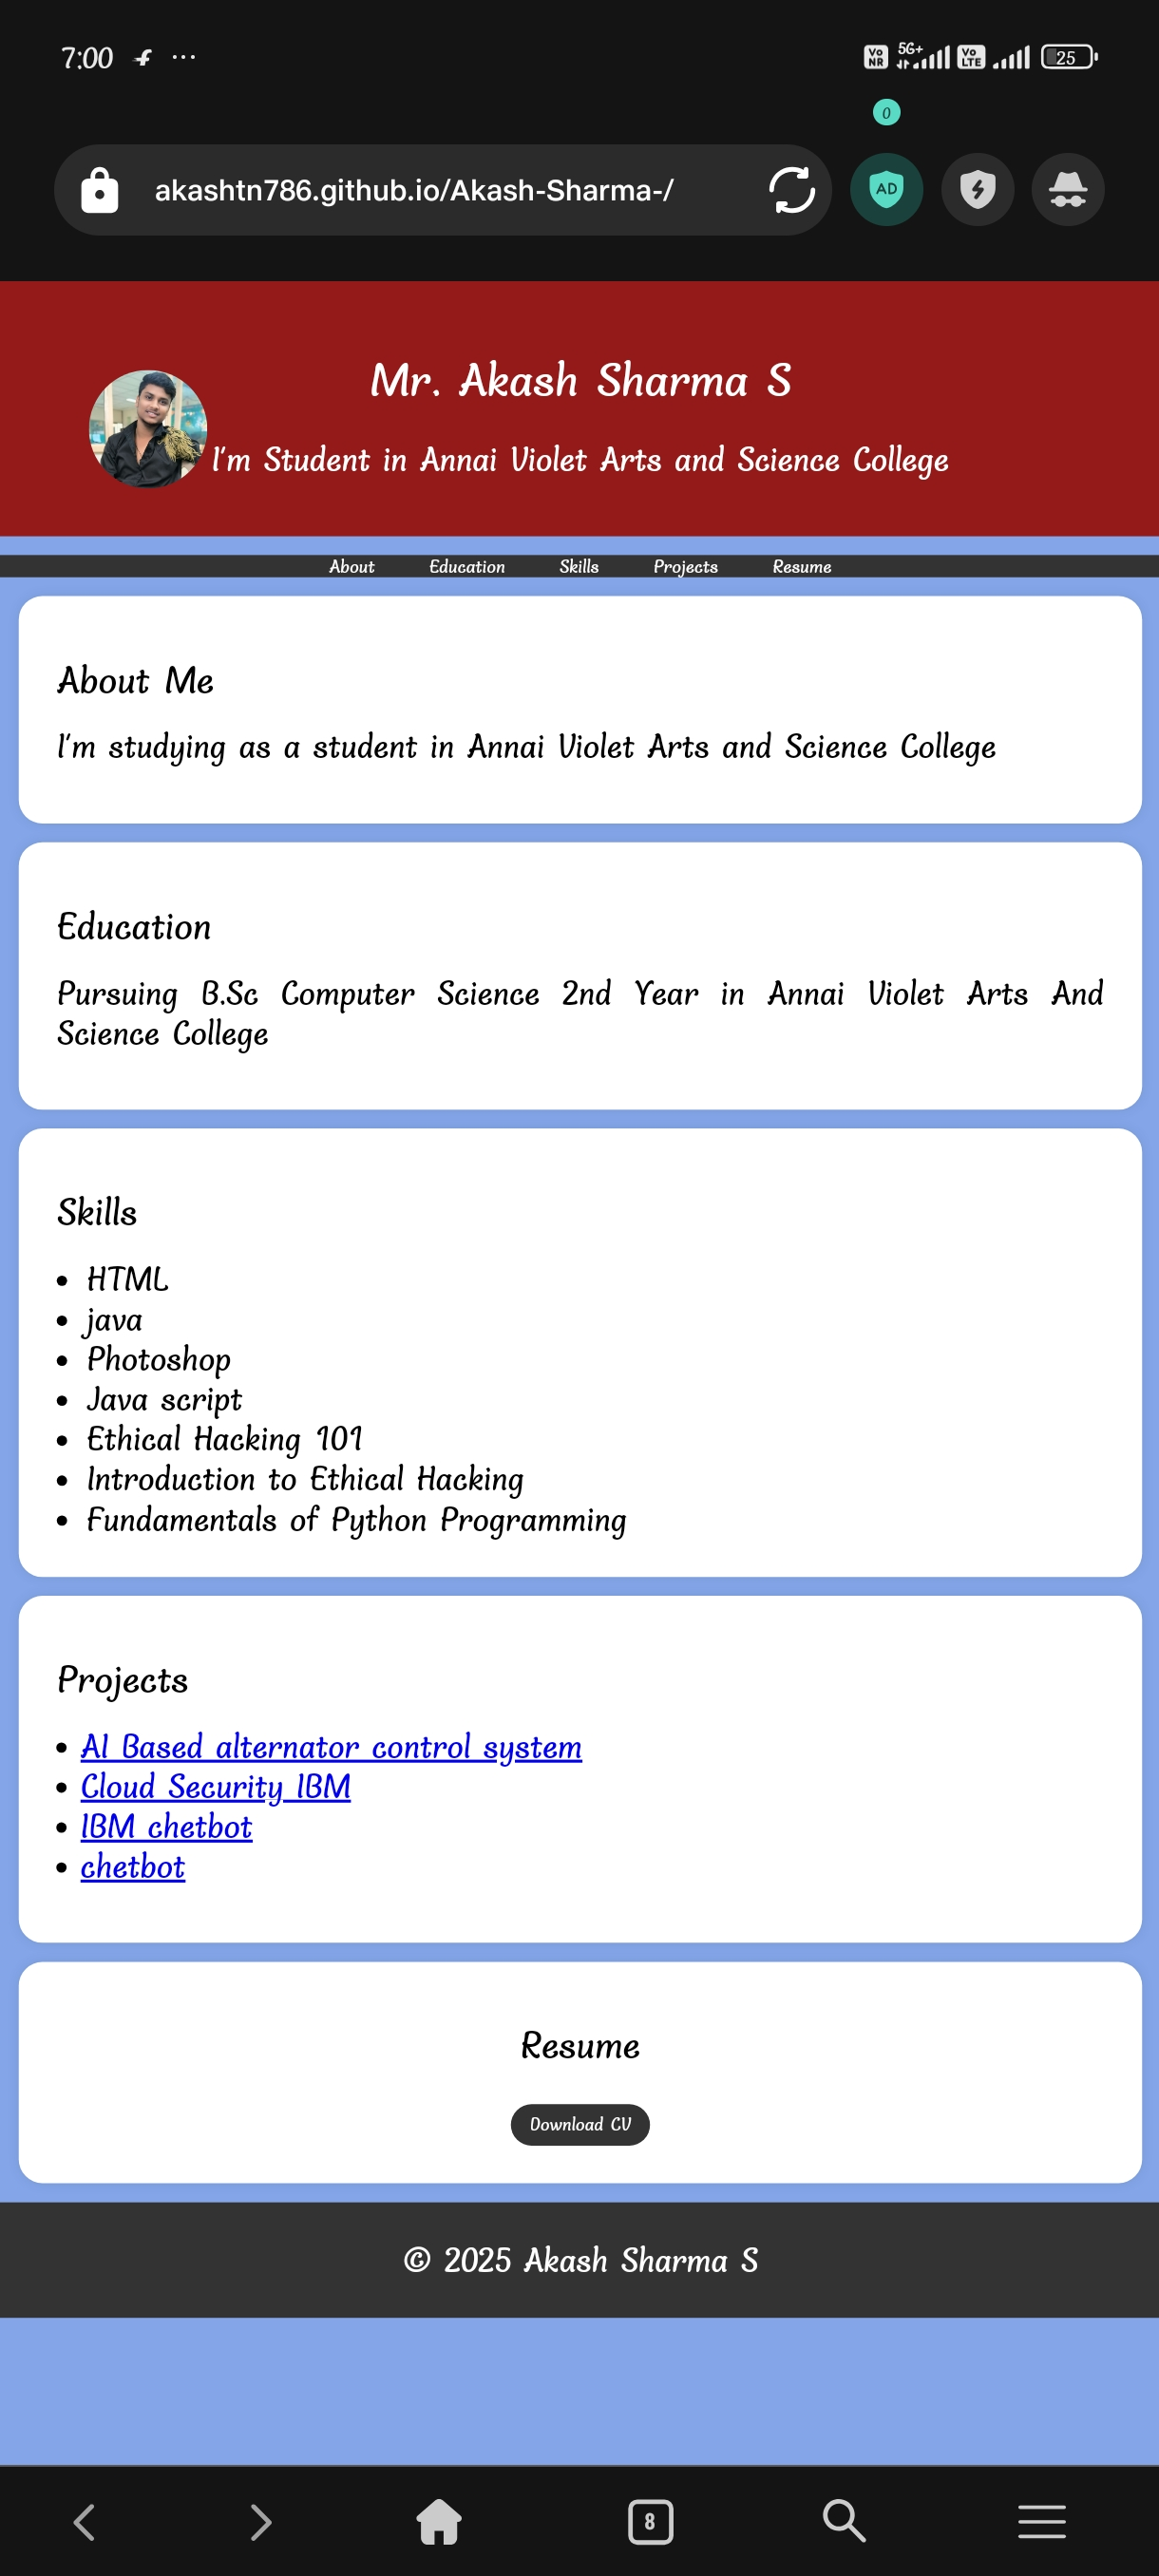 7:00 ...
Vo NR 5G+ Vo LTE 25
0
akashtn786.github.io/Akash-Sharma-/
AD
Mr. Akash Sharma S
I'm Student in Annai Violet Arts and Science College
About Education Skills Projects Resume
About Me
I'm studying as a student in Annai Violet Arts and Science College
Education
Pursuing B.Sc Computer Science 2nd Year in Annai Violet Arts And
Science College
Skills
• HTML
• java
• Photoshop
• Java script
• Ethical Hacking 101
• Introduction to Ethical Hacking
• Fundamentals of Python Programming
Projects
• AI Based alternator control system
• Cloud Security IBM
• IBM chetbot
• chetbot
Resume
Download CV
© 2025 Akash Sharma S
8